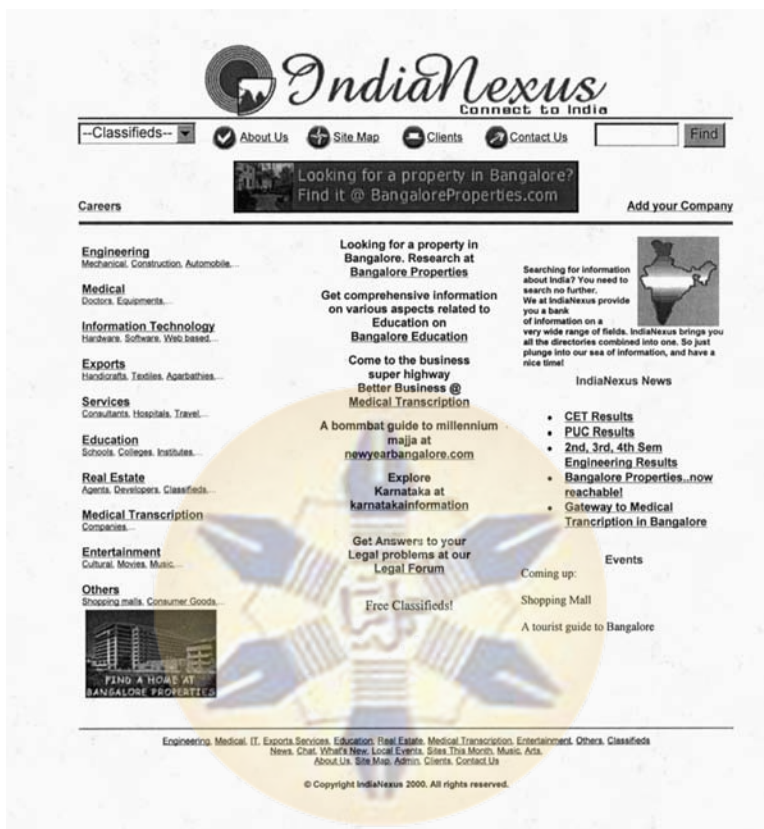 IndiaNexus
Connect to India
--Classifieds--
About Us
Site Map
Clients
Contact Us
Find
Looking for a property in Bangalore?
Find it @ BangaloreProperties.com
Careers
Add your Company
Engineering
Mechanical, Construction, Automobile,...
Medical
Doctors, Equipments,...
Information Technology
Hardware, Software, Web based,...
Exports
Handicrafts, Textiles, Agarbathies,...
Services
Consultants, Hospitals, Travel,...
Education
Schools, Colleges, Institutes,...
Real Estate
Agents, Developers, Classifieds,...
Medical Transcription
Companies,...
Entertainment
Cultural, Movies, Music,...
Others
Shopping malls, Consumer Goods,...
FIND A HOME AT
BANGALORE PROPERTIES
Looking for a property in
Bangalore. Research at
Bangalore Properties
Get comprehensive information
on various aspects related to
Education on
Bangalore Education
Come to the business
super highway
Better Business @
Medical Transcription
A bommbat guide to millennium
majja at
newyearbangalore.com
Explore
Karnataka at
karnatakainformation
Get Answers to your
Legal problems at our
Legal Forum
Free Classifieds!
Searching for information
about India? You need to
search no further.
We at IndiaNexus provide
you a bank
of information on a
very wide range of fields. IndiaNexus brings you
all the directories combined into one. So just
plunge into our sea of information, and have a
nice time!
IndiaNexus News
CET Results
PUC Results
2nd, 3rd, 4th Sem
Engineering Results
Bangalore Properties..now
reachable!
Gateway to Medical
Trancription in Bangalore
Events
Coming up:
Shopping Mall
A tourist guide to Bangalore
Engineering, Medical, IT, Exports,Services, Education, Real Estate, Medical Transcription, Entertainment, Others, Classifieds
News, Chat, What's New, Local Events, Sites This Month, Music, Arts,
About Us, Site Map, Admin, Clients, Contact Us
© Copyright IndiaNexus 2000. All rights reserved.